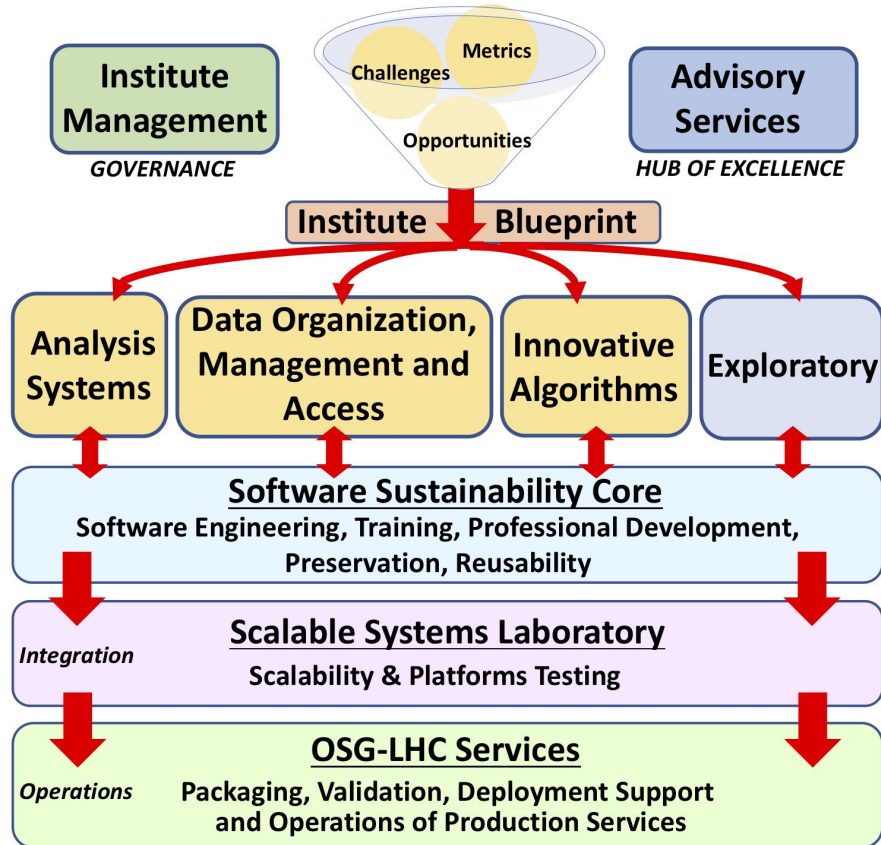 Institute
Management
GOVERNANCE
Challenges
Metrics
Opportunities
Advisory
Services
HUB OF EXCELLENCE
Institute Blueprint
Analysis
Systems
Data Organization,
Management and
Access
Innovative
Algorithms
Exploratory
Software Sustainability Core
Software Engineering, Training, Professional Development,
Preservation, Reusability
Scalable Systems Laboratory
Integration
Scalability & Platforms Testing
OSG-LHC Services
Operations
Packaging, Validation, Deployment Support
and Operations of Production Services